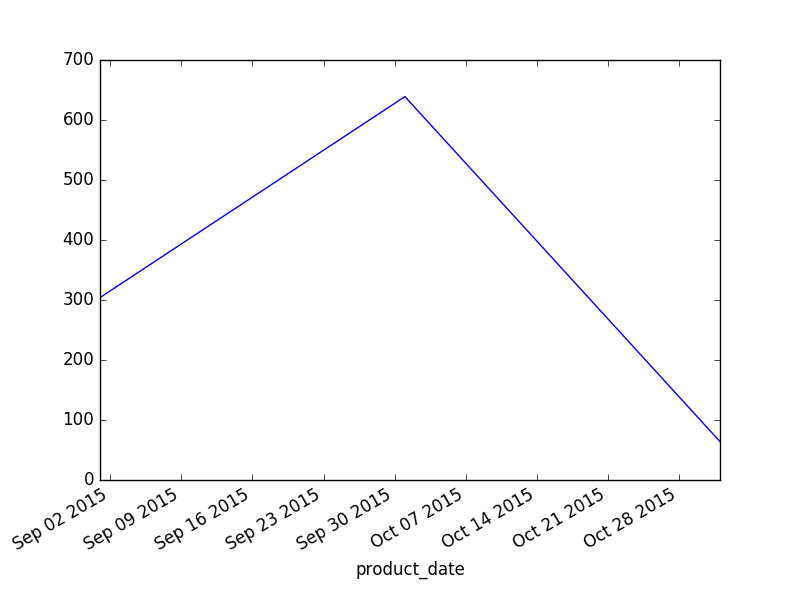 700
600
500
400
300
200
100
0
Sep 02 2015
Sep 09 2015
Sep 16 2015
Sep 23 2015
Sep 30 2015
Oct 07 2015
Oct 14 2015
Oct 21 2015
Oct 28 2015
product_date